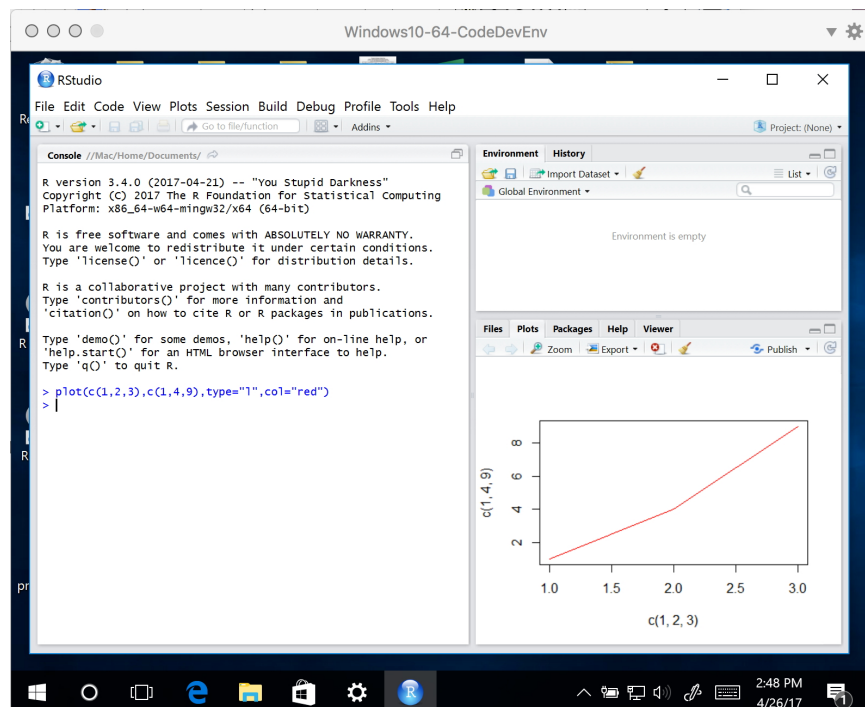 Windows10-64-CodeDevEnv
RStudio
File Edit Code View Plots Session Build Debug Profile Tools Help
Go to file/function
Addins
Project: (None)
Console //Mac/Home/Documents/
R version 3.4.0 (2017-04-21) -- "You Stupid Darkness"
Copyright (C) 2017 The R Foundation for Statistical Computing
Platform: x86_64-w64-mingw32/x64 (64-bit)
R is free software and comes with ABSOLUTELY NO WARRANTY.
You are welcome to redistribute it under certain conditions.
Type 'license()' or 'licence()' for distribution details.
R is a collaborative project with many contributors.
Type 'contributors()' for more information and
'citation()' on how to cite R or R packages in publications.
Type 'demo()' for some demos, 'help()' for on-line help, or
'help.start()' for an HTML browser interface to help.
Type 'q()' to quit R.
> plot(c(1,2,3),c(1,4,9),type="l",col="red")
>
Environment History
Import Dataset
List
Global Environment
Environment is empty
Files Plots Packages Help Viewer
Zoom Export Publish
8
6
4
2
c(1, 4, 9)
1.0 1.5 2.0 2.5 3.0
c(1, 2, 3)
2:48 PM
4/26/17
1